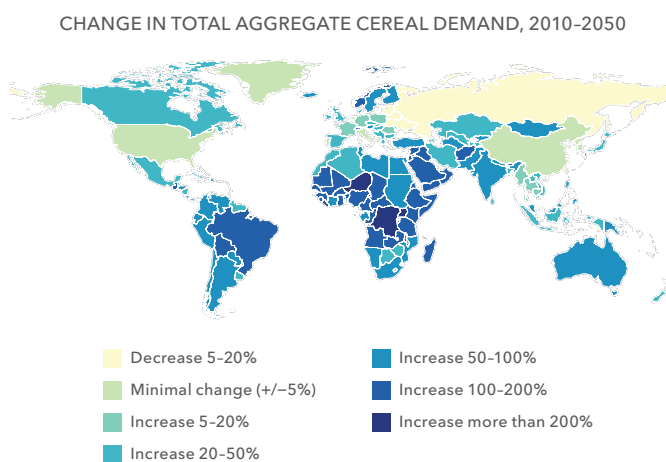 CHANGE IN TOTAL AGGREGATE CEREAL DEMAND, 2010–2050
Decrease 5–20%
Minimal change (+/−5%)
Increase 5–20%
Increase 20–50%
Increase 50–100%
Increase 100–200%
Increase more than 200%